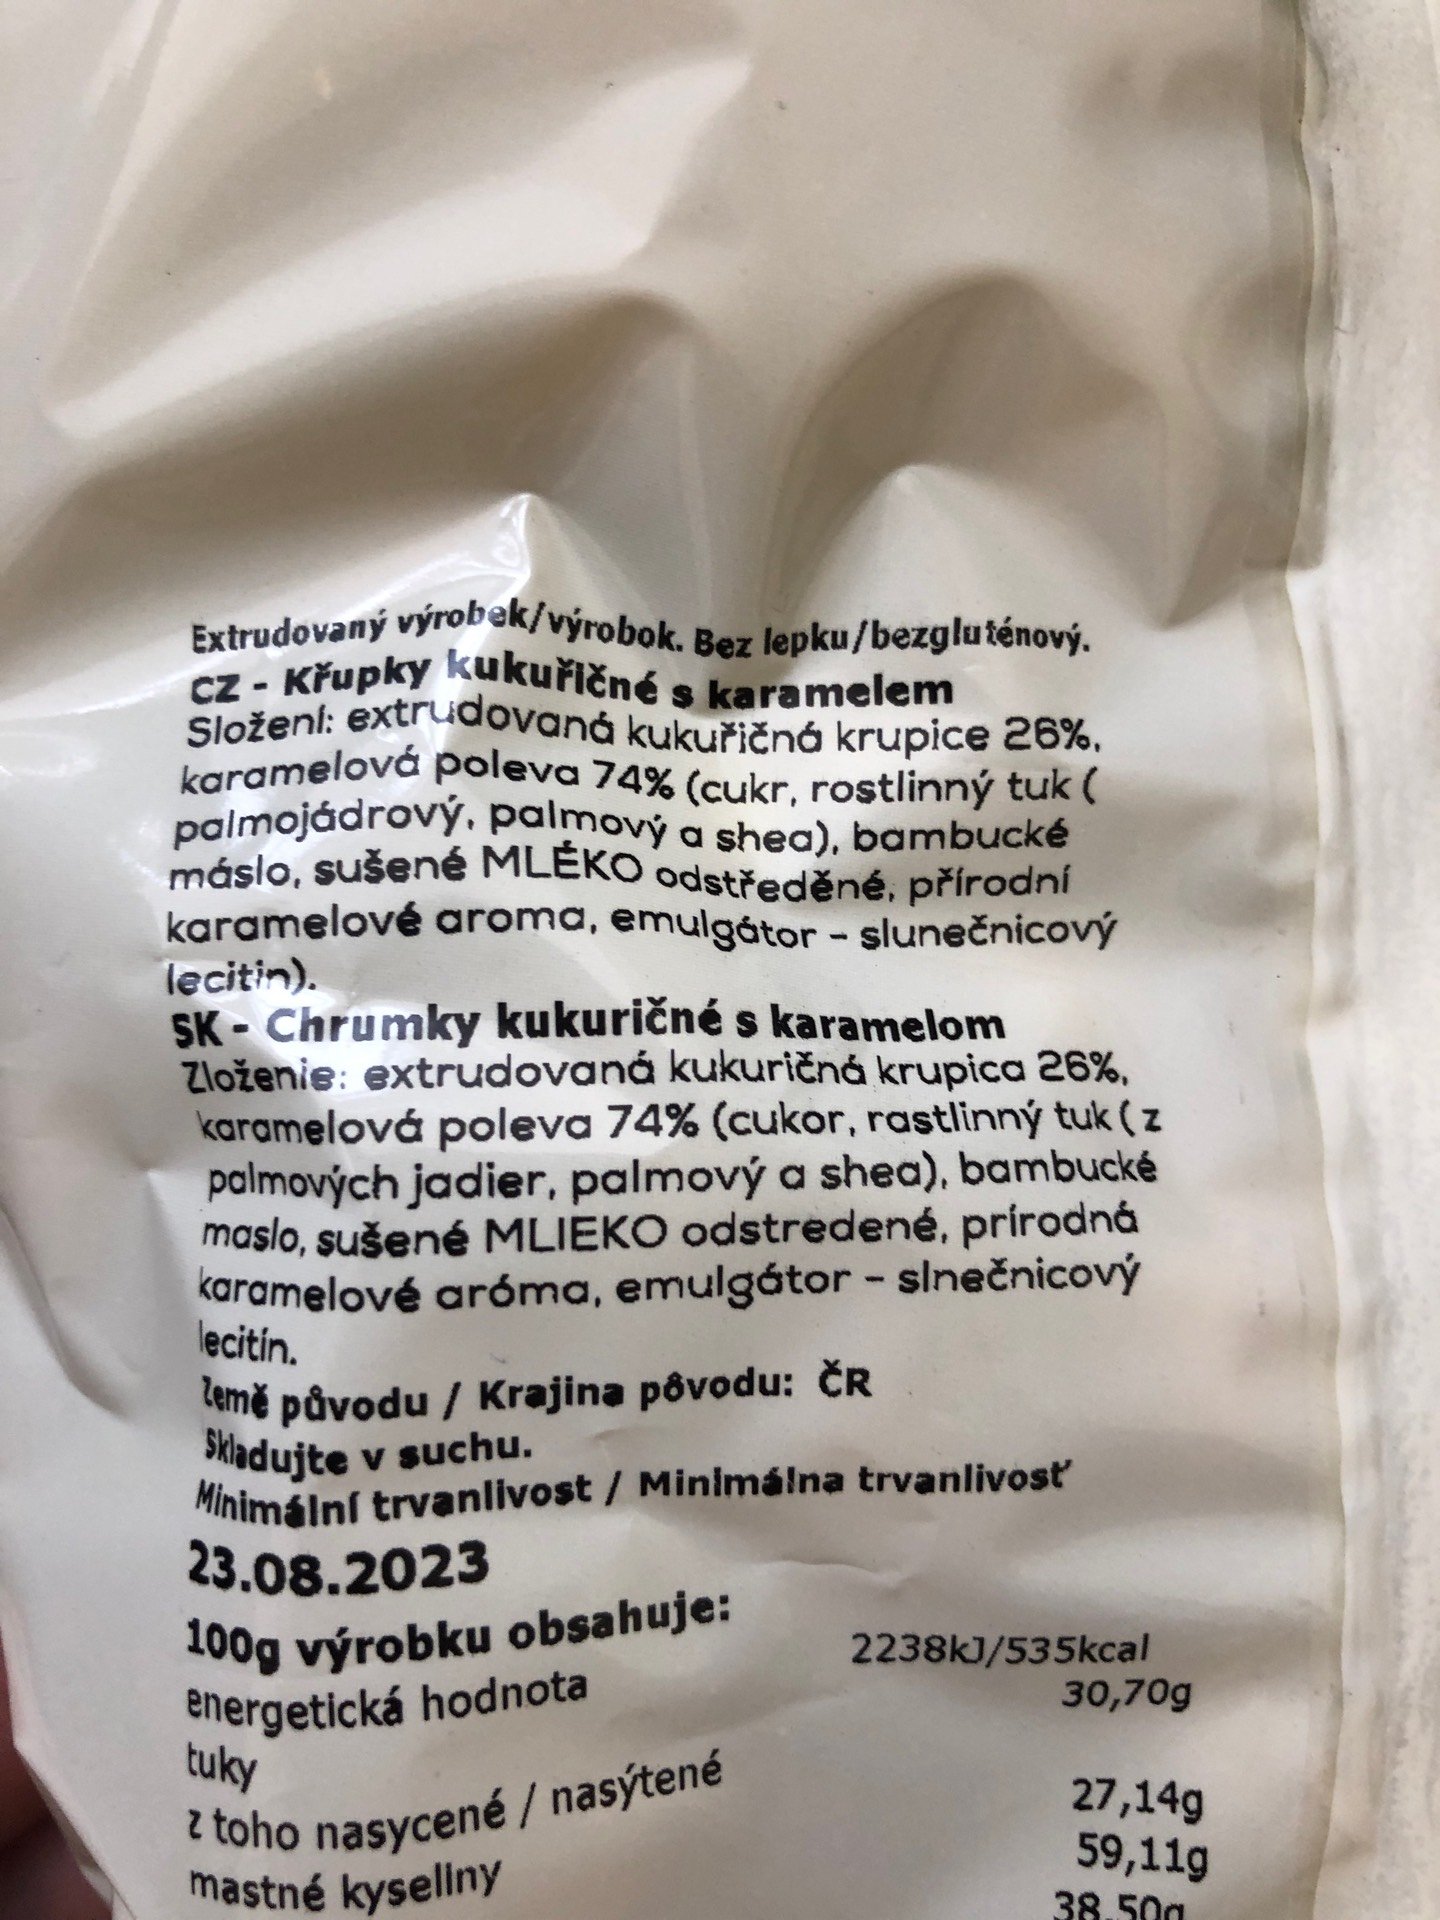 Extrudovaný výrobek/výrobok. Bez lepku/bezgluténový.
CZ - Křupky kukuřičné s karamelem
Složení: extrudovaná kukuřičná krupice 26%,
karamelová poleva 74% (cukr, rostlinný tuk (
palmojádrový, palmový a shea), bambucké
máslo, sušené MLÉKO odstředěné, přírodní
karamelové aroma, emulgátor - slunečnicový
lecitin).
SK - Chrumky kukuričné s karamelom
Zloženie: extrudovaná kukuričná krupica 26%,
karamelová poleva 74% (cukor, rastlinný tuk ( z
palmových jadier, palmový a shea), bambucké
maslo, sušené MLIEKO odstredené, prírodná
karamelové aróma, emulgátor - slnečnicový
lecitín.
Země původu / Krajina pôvodu: ČR
Skladujte v suchu.
Minimální trvanlivost / Minimálna trvanlivosť
23.08.2023
100g výrobku obsahuje:
energetická hodnota 2238kJ/535kcal
tuky 30,70g
z toho nasycené / nasýtené
mastné kyseliny 27,14g
59,11g
38,50g